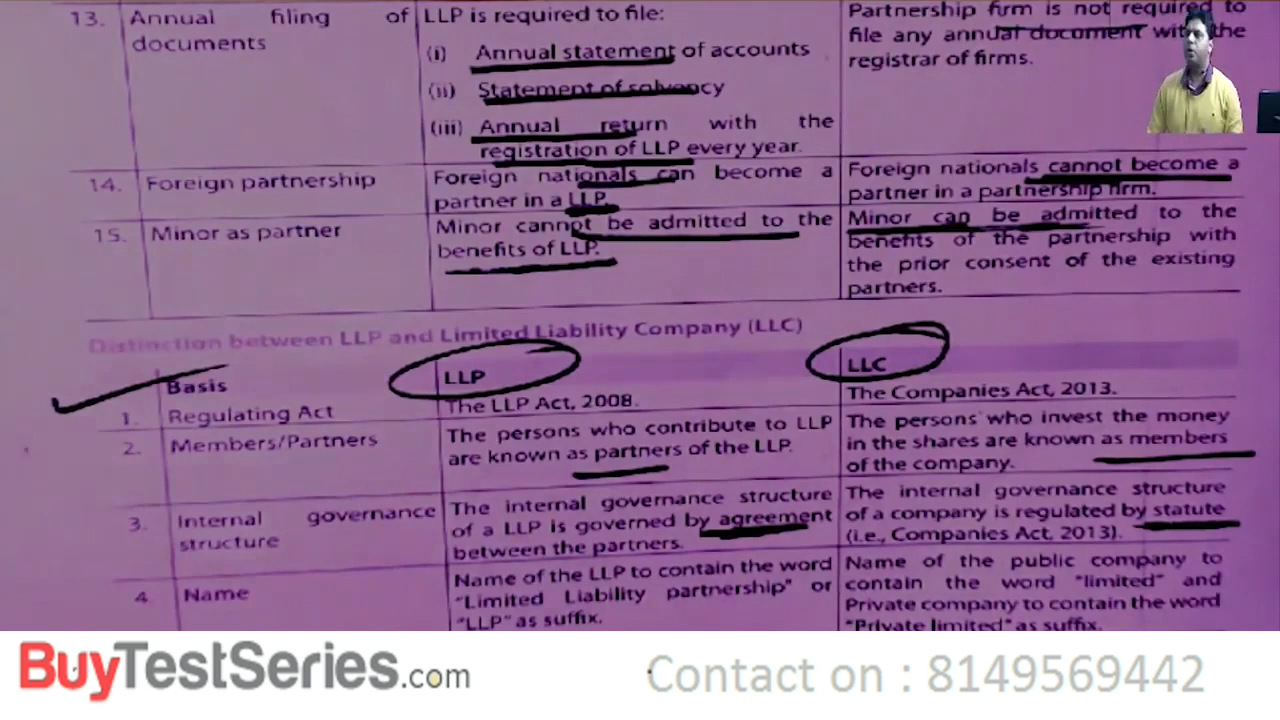 13. Annual filing of documents
LLP is required to file:
(i) Annual statement of accounts
(ii) Statement of solvency
(iii) Annual return with the
registration of LLP every year.
Partnership firm is not required to
file any annual document with the
registrar of firms.
14. Foreign partnership
Foreign nationals can become a
partner in a LLP.
Foreign nationals cannot become a
partner in a partnership firm.
15. Minor as partner
Minor cannot be admitted to the
benefits of LLP.
Minor can be admitted to the
benefits of the partnership with
the prior consent of the existing
partners.
Distinction between LLP and Limited Liability Company (LLC)
Basis
LLP
LLC
1. Regulating Act
The LLP Act, 2008.
The Companies Act, 2013.
2. Members/Partners
The persons who contribute to LLP
are known as partners of the LLP.
The persons who invest the money
in the shares are known as members
of the company.
3. Internal governance
structure
The internal governance structure
of a LLP is governed by agreement
between the partners.
The internal governance structure
of a company is regulated by statute
(i.e., Companies Act, 2013).
4. Name
Name of the LLP to contain the word
"Limited Liability partnership" or
"LLP" as suffix.
Name of the public company to
contain the word "limited" and
Private company to contain the word
"Private limited" as suffix.
BuyTestSeries.com
Contact on : 8149569442